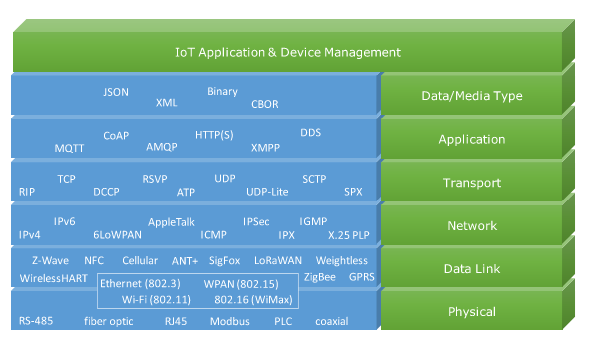 IoT Application & Device Management
JSON XML Binary CBOR Data/Media Type
MQTT CoAP AMQP HTTP(S) XMPP DDS Application
TCP RSVP UDP SCTP Transport
RIP DCCP ATP UDP-Lite SPX
IPv6 AppleTalk IPSec IGMP Network
IPv4 6LoWPAN ICMP IPX X.25 PLP
Z-Wave NFC Cellular ANT+ SigFox LoRaWAN Weightless Data Link
WirelessHART ZigBee GPRS
Ethernet (802.3) WPAN (802.15)
Wi-Fi (802.11) 802.16 (WiMax)
Physical
RS-485 fiber optic RJ45 Modbus PLC coaxial